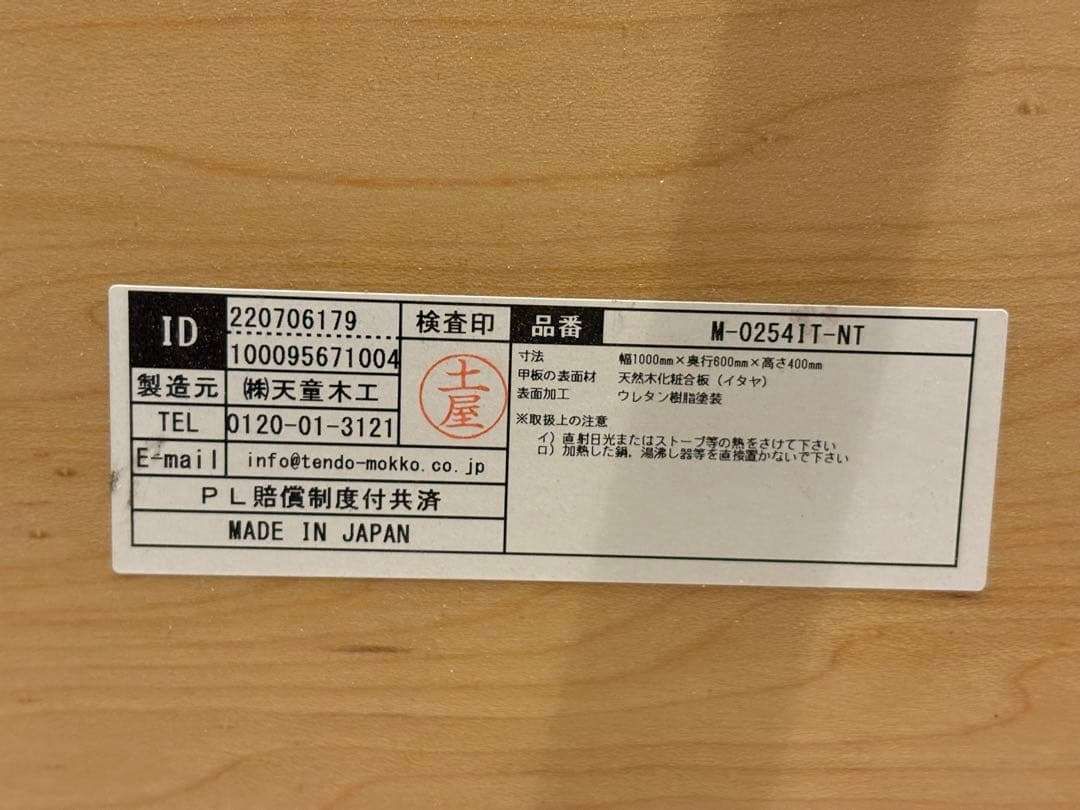 ID
220706179
100095671004
検査印
土屋
製造元
㈱天童木工
TEL
0120-01-3121
E-mail
info@tendo-mokko.co.jp
PL賠償制度付共済
MADE IN JAPAN
品番
M-0254IT-NT
寸法 幅1000mm×奥行600mm×高さ400mm
甲板の表面材 天然木化粧合板（イタヤ）
表面加工 ウレタン樹脂塗装
※取扱上の注意
イ）直射日光またはストーブ等の熱をさけて下さい
ロ）加熱した鍋，湯沸し器等を直接置かないで下さい